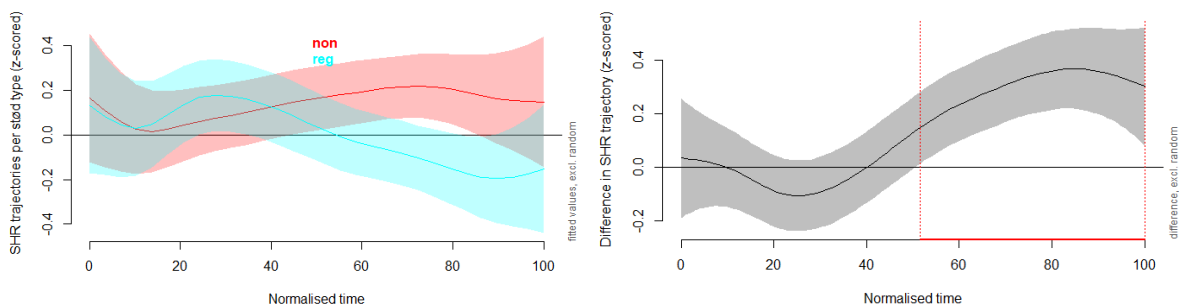 SHR trajectories per stød type (z-scored)
0.4
0.2
0.0
-0.2
-0.4
non
reg
fitted values, excl. random
0
20
40
60
80
100
Normalised time
Difference in SHR trajectory (z-scored)
0.4
0.2
0.0
-0.2
difference, excl. random
0
20
40
60
80
100
Normalised time